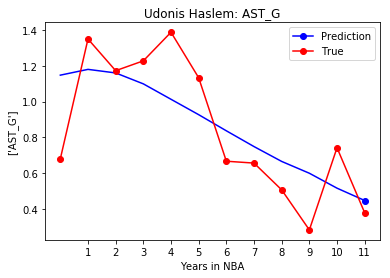 Udonis Haslem: AST_G
Prediction
True
1.4
1.2
1.0
0.8
0.6
0.4
['AST_G']
1 2 3 4 5 6 7 8 9 10 11
Years in NBA